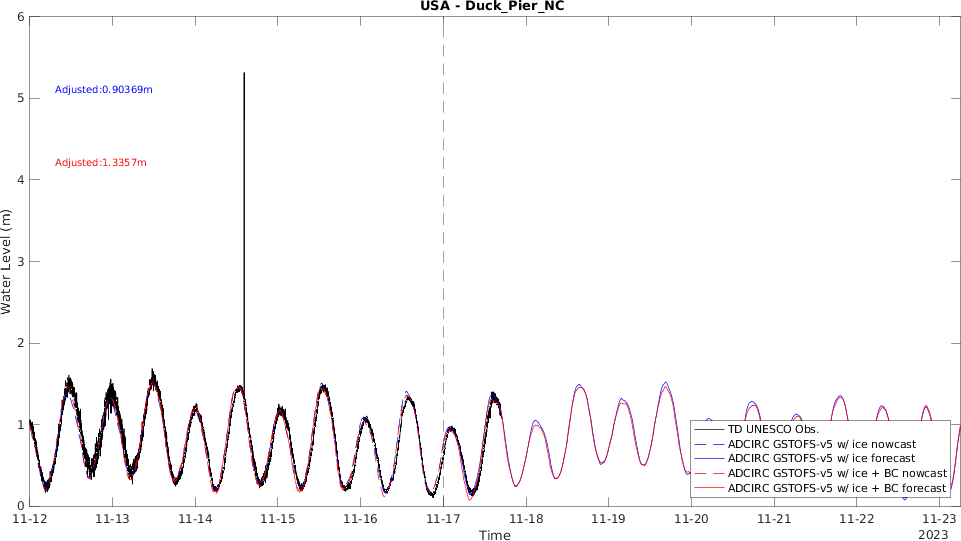 USA - Duck_Pier_NC
6
5
4
3
2
1
0
Water Level (m)
Adjusted:0.90369m
Adjusted:1.3357m
TD UNESCO Obs.
ADCIRC GSTOFS-v5 w/ ice nowcast
ADCIRC GSTOFS-v5 w/ ice forecast
ADCIRC GSTOFS-v5 w/ ice + BC nowcast
ADCIRC GSTOFS-v5 w/ ice + BC forecast
11-12 11-13 11-14 11-15 11-16 11-17 11-18 11-19 11-20 11-21 11-22 11-23
Time
2023